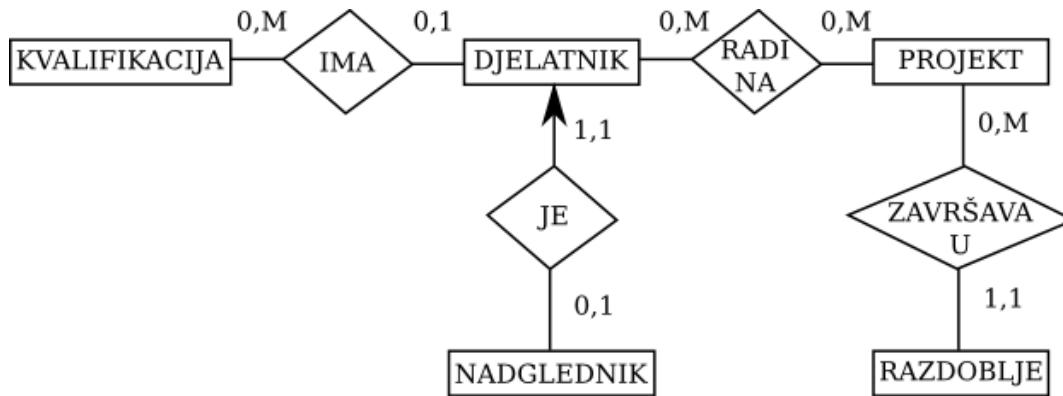 0,M
0,1
0,M
0,M
KVALIFIKACIJA
IMA
DJELATNIK
RADI
NA
PROJEKT
1,1
0,M
JE
ZAVRŠAVA
U
0,1
1,1
NADGLEDNIK
RAZDOBLJE